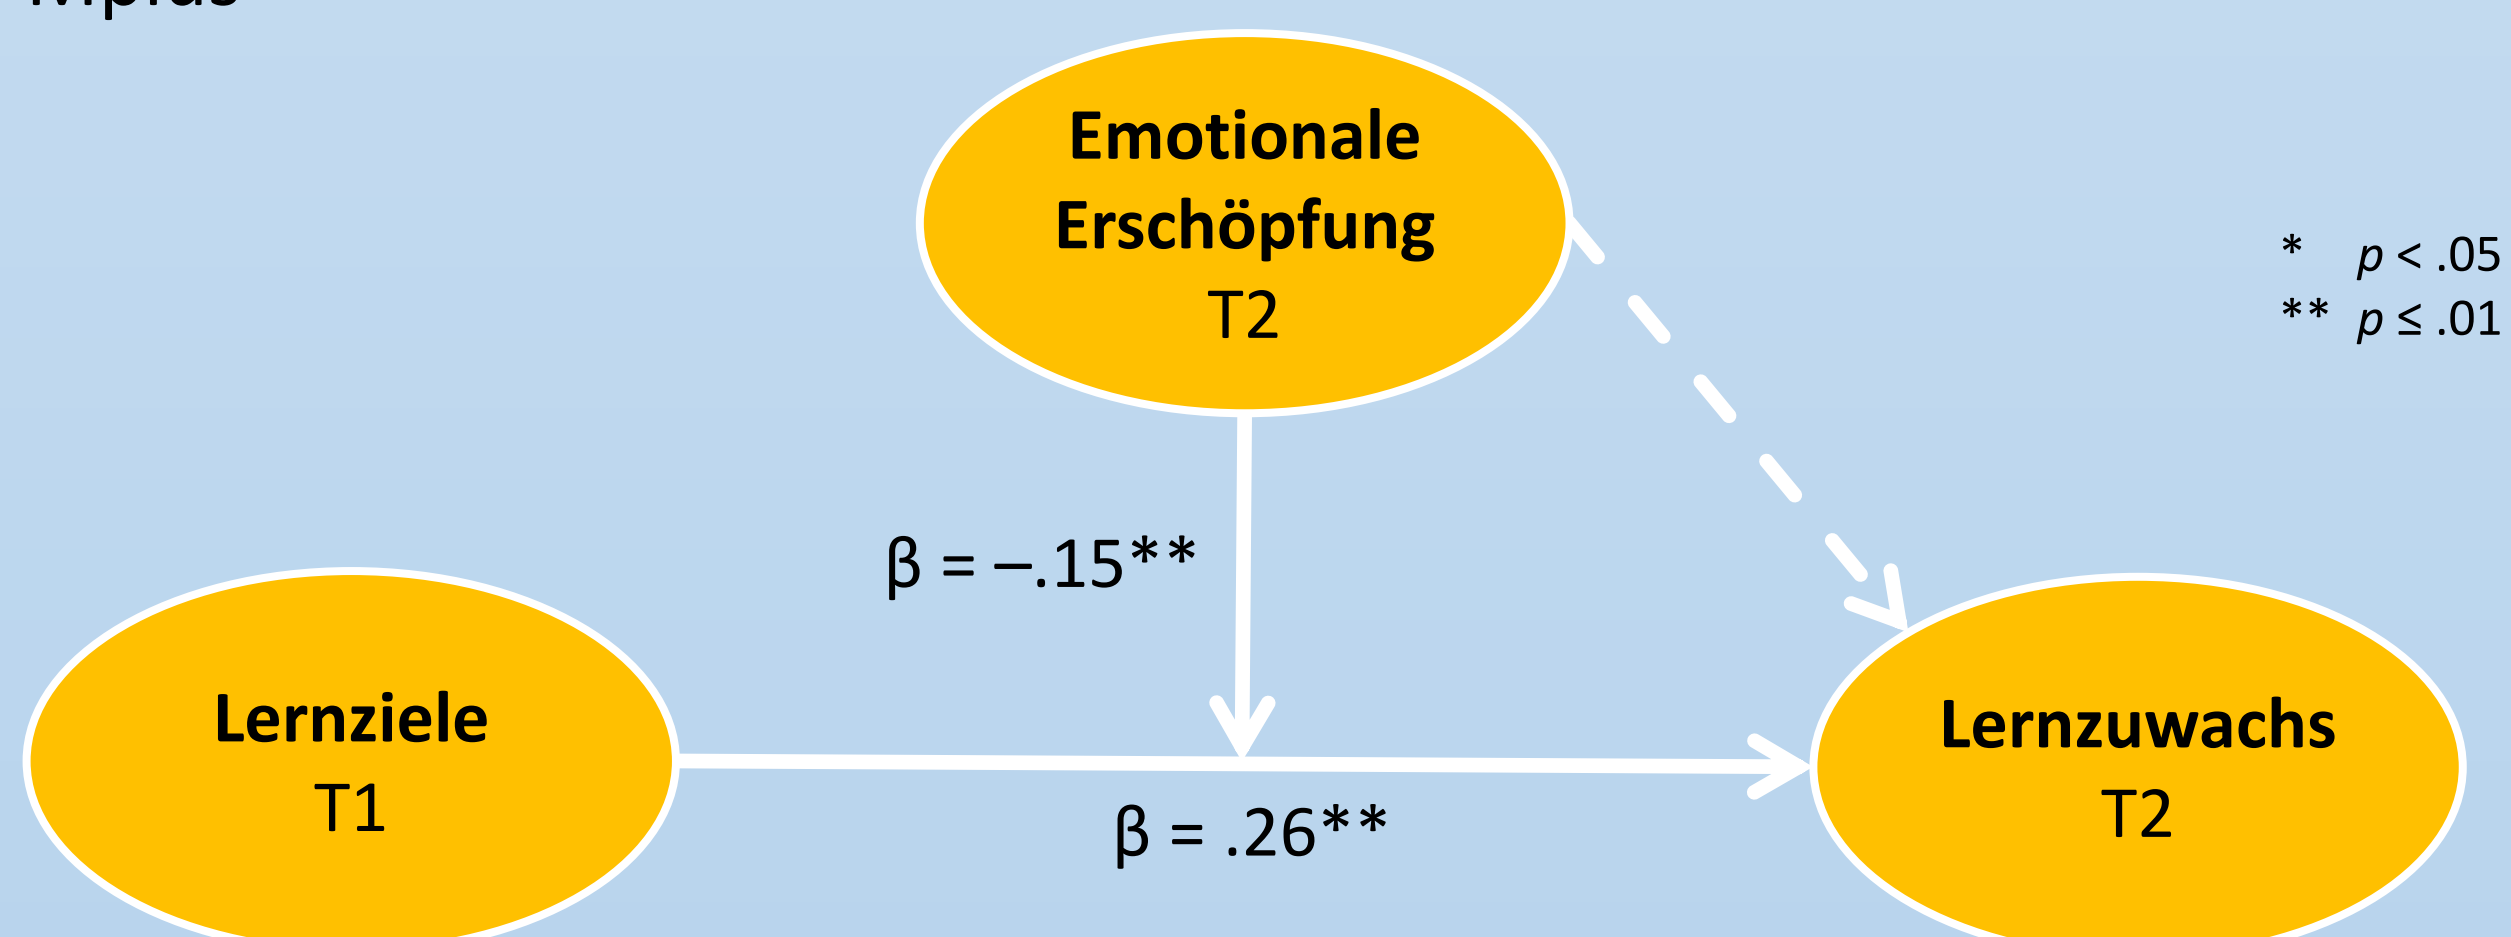 Emotionale
Erschöpfung
T2
* p < .05
** p ≤ .01
β = –.15**
Lernziele
T1
Lernzuwachs
T2
β = .26**